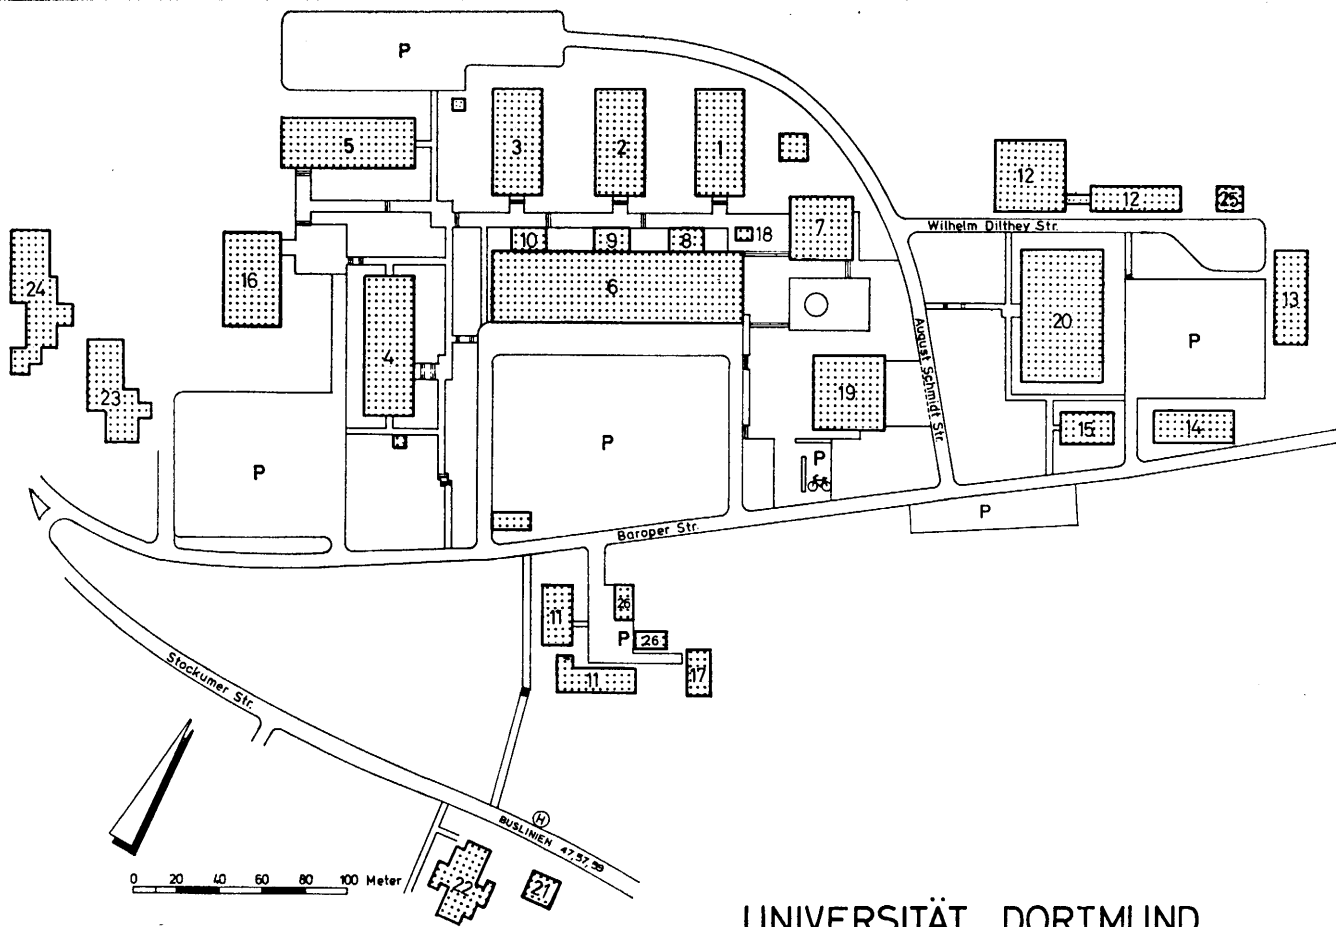 P
5
3
2
1
12
12
25
Wilhelm Dilthey Str.
10
9
8
18
7
16
6
24
4
13
20
P
August Schmidt Str.
23
19
15
14
P
P
P
P
Baroper Str.
11
26
P
26
11
17
Stockumer Str.
H
BUSLINIEN 47, 57, 59
0 20 40 60 80 100 Meter
22
21
UNIVERSITÄT DORTMUND